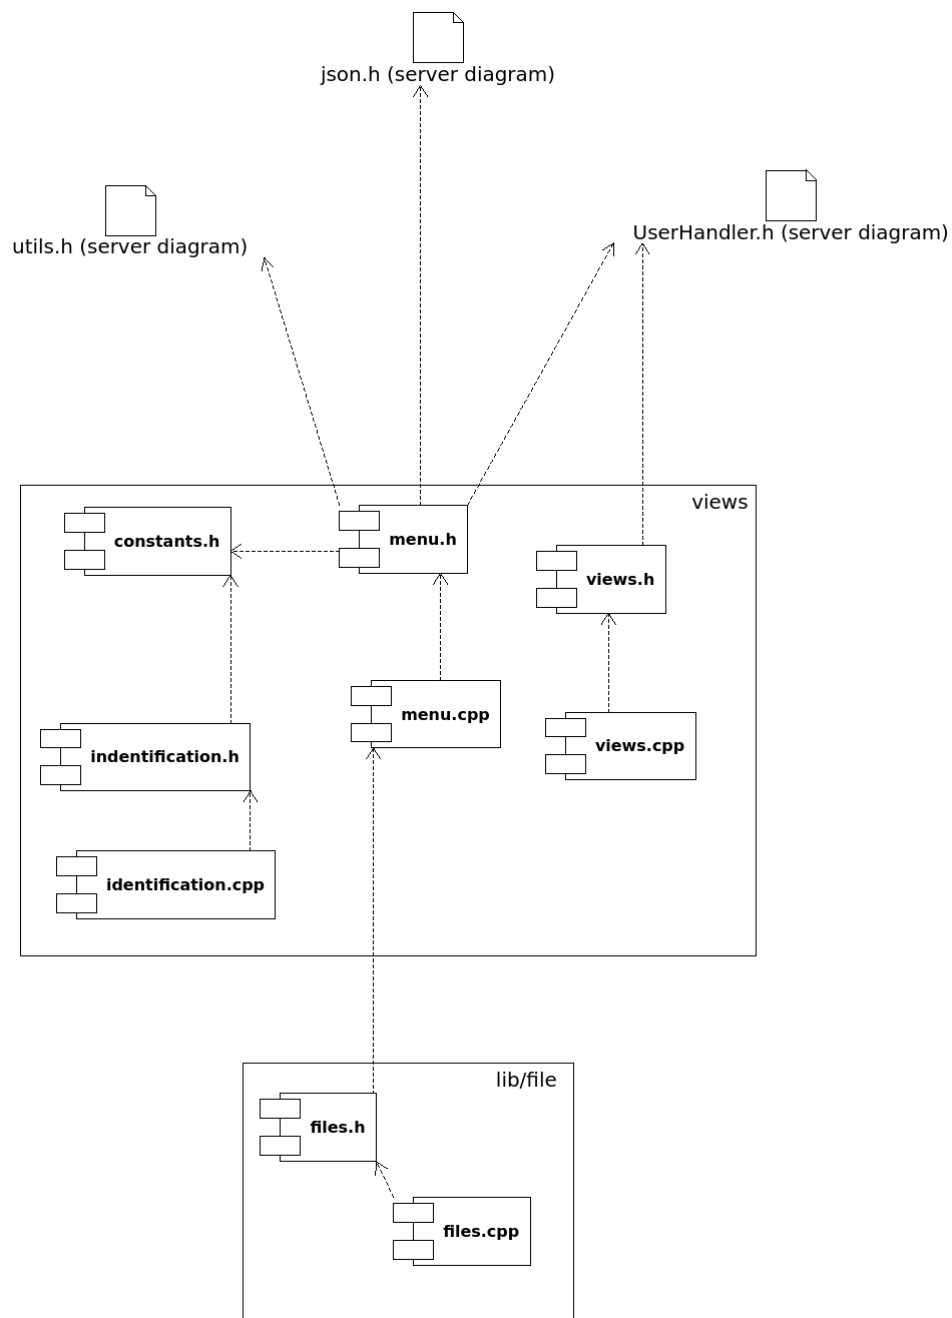 json.h (server diagram)
UserHandler.h (server diagram)
utils.h (server diagram)
views
constants.h
menu.h
views.h
menu.cpp
views.cpp
indentification.h
identification.cpp
lib/file
files.h
files.cpp